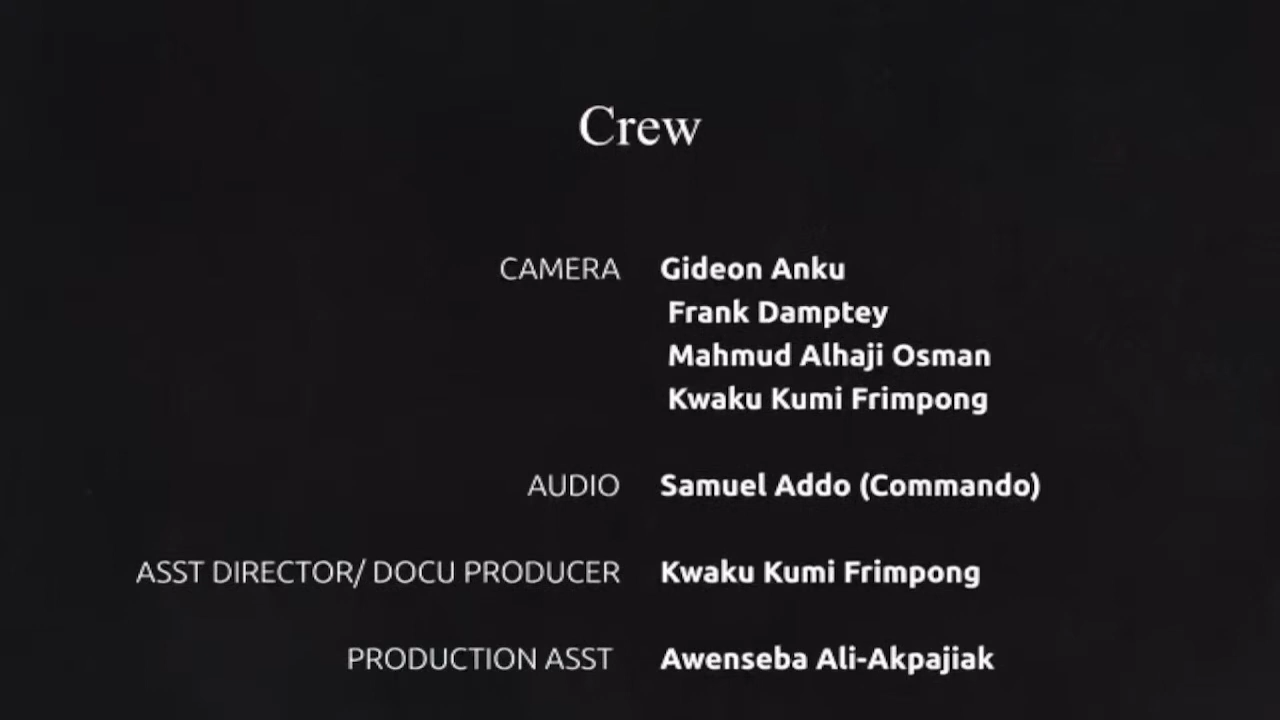 Crew
CAMERA Gideon Anku
Frank Damptey
Mahmud Alhaji Osman
Kwaku Kumi Frimpong
AUDIO Samuel Addo (Commando)
ASST DIRECTOR/ DOCU PRODUCER Kwaku Kumi Frimpong
PRODUCTION ASST Awenseba Ali-Akpajiak